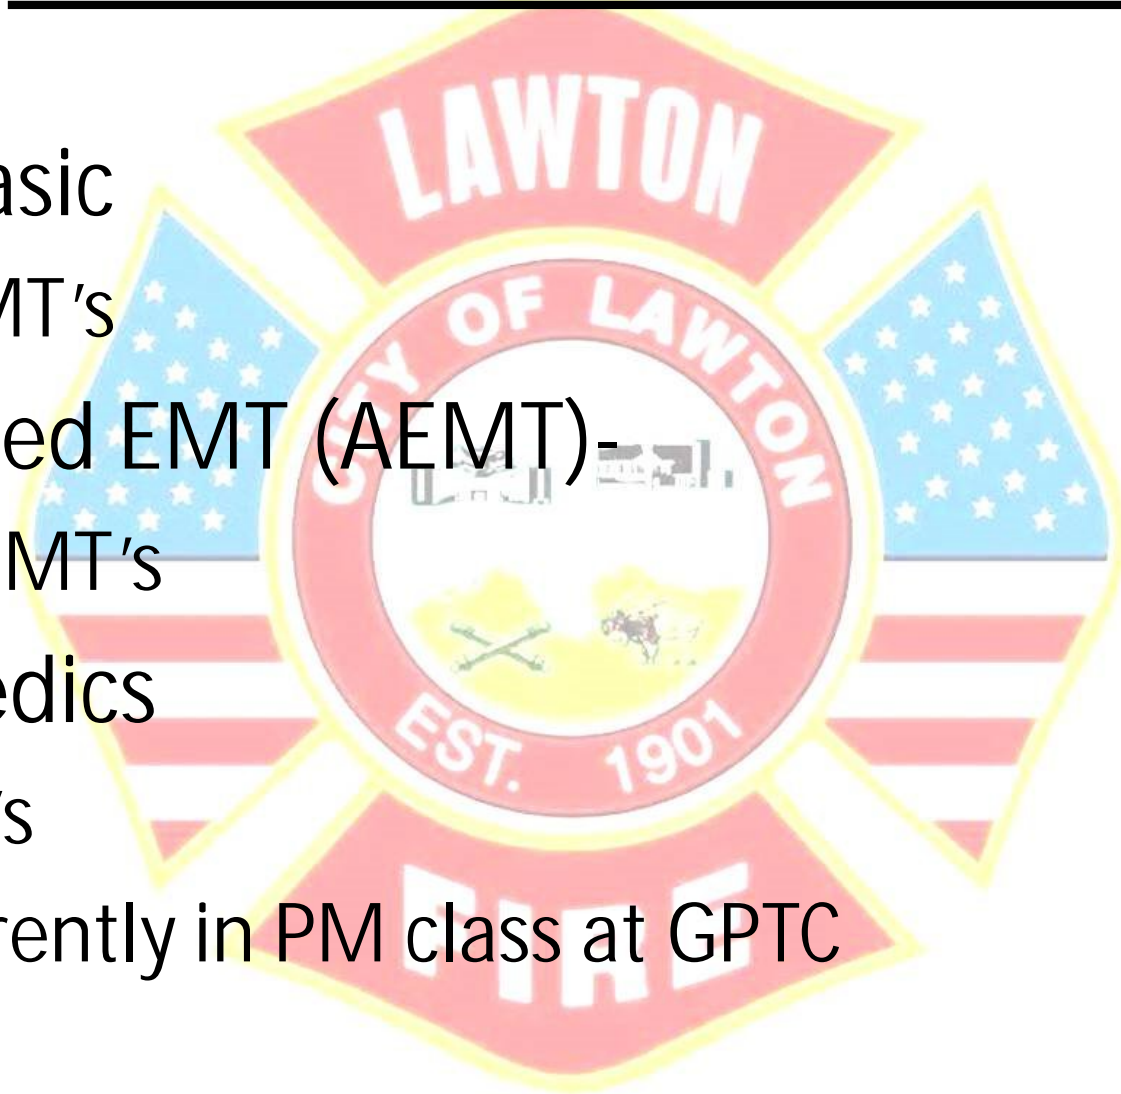 LAWTON
asic
MT's
CITY OF LAWTON
ed EMT (AEMT)-
MT's
edics
EST. 1901
's
rently in PM class at GPTC
FIRE